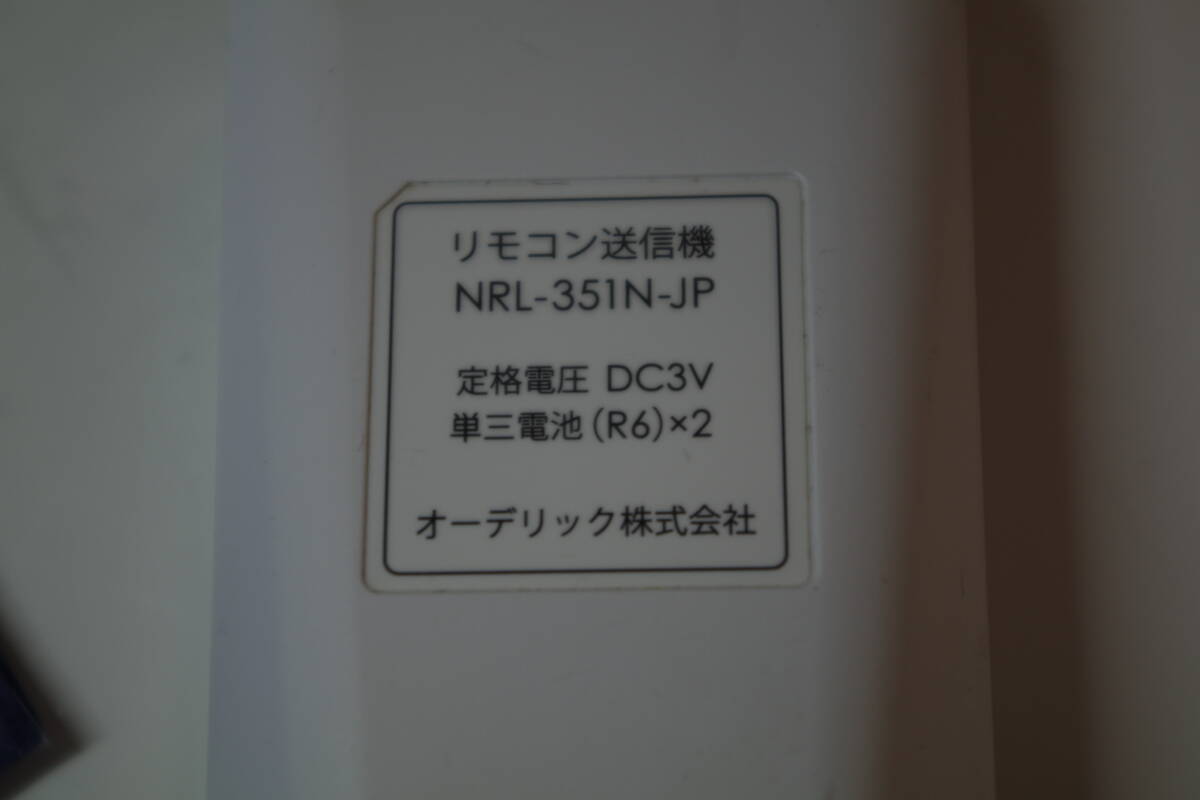 リモコン送信機
NRL-351N-JP
定格電圧 DC3V
単三電池(R6)×2
オーデリック株式会社